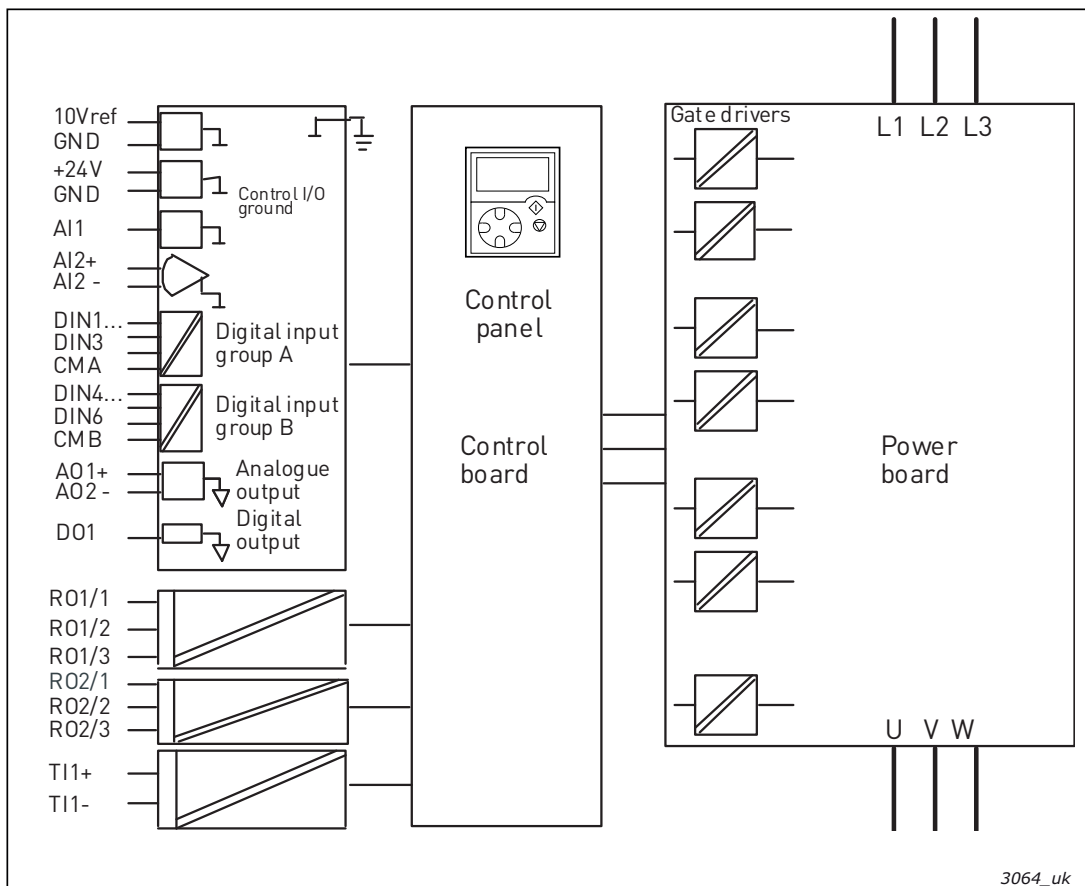 10Vref
GND
+24V
GND
Control I/O
ground
AI1
AI2+
AI2 -
DIN1...
DIN3
CMA
Digital input
group A
DIN4...
DIN6
CMB
Digital input
group B
AO1+
AO2 -
Analogue
output
DO1
Digital
output
RO1/1
RO1/2
RO1/3
RO2/1
RO2/2
RO2/3
TI1+
TI1-
Control
panel
Control
board
Gate drivers
L1 L2 L3
Power
board
U V W
3064_uk